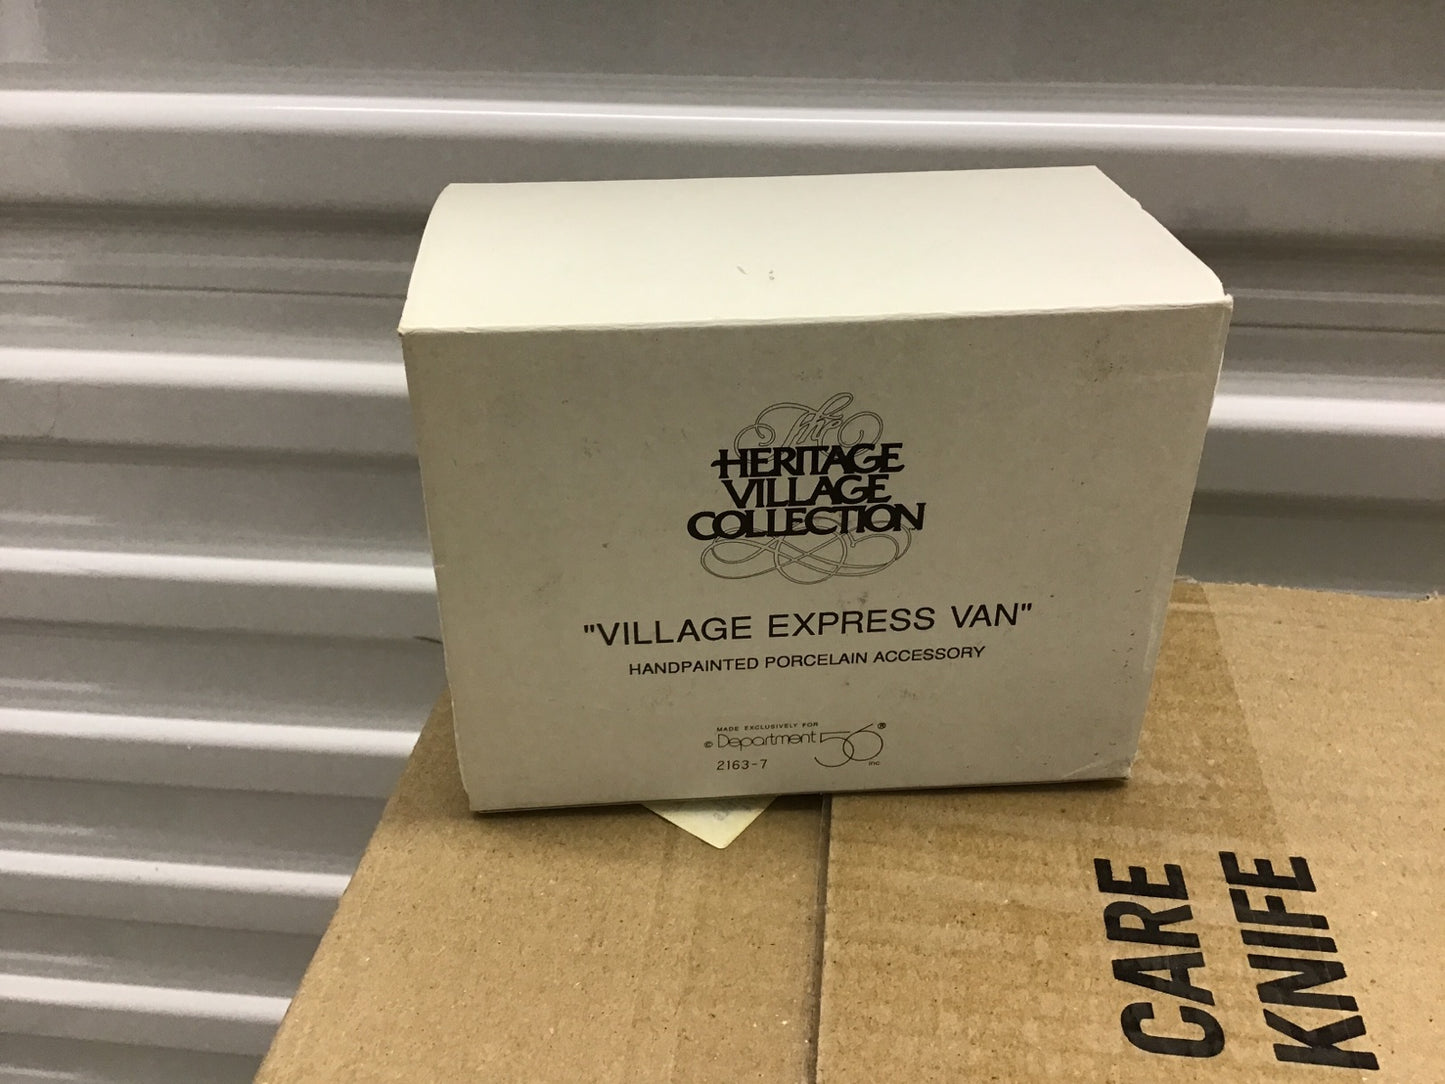 The
HERITAGE
VILLAGE
COLLECTION
"VILLAGE EXPRESS VAN"
HANDPAINTED PORCELAIN ACCESSORY
MADE EXCLUSIVELY FOR
© Department 56® inc
2163-7
CARE
KNIFE